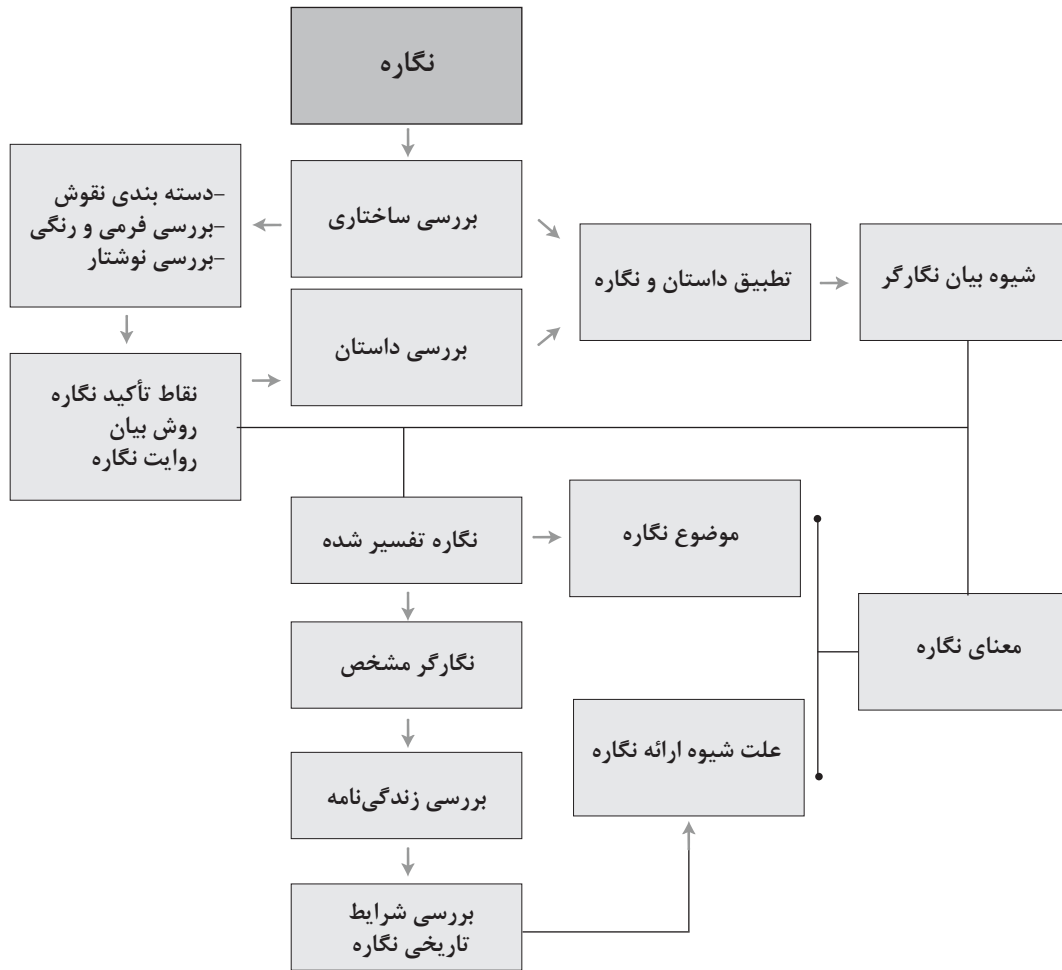 نگاره
-دسته بندی نقوش
-بررسی فرمی و رنگی
-بررسی نوشتار
بررسی ساختاری
تطبیق داستان و نگاره
شیوه بیان نگارگر
بررسی داستان
نقاط تأکید نگاره
روش بیان
روایت نگاره
نگاره تفسیر شده
موضوع نگاره
معنای نگاره
نگارگر مشخص
علت شیوه ارائه نگاره
بررسی زندگی‌نامه
بررسی شرایط
تاریخی نگاره